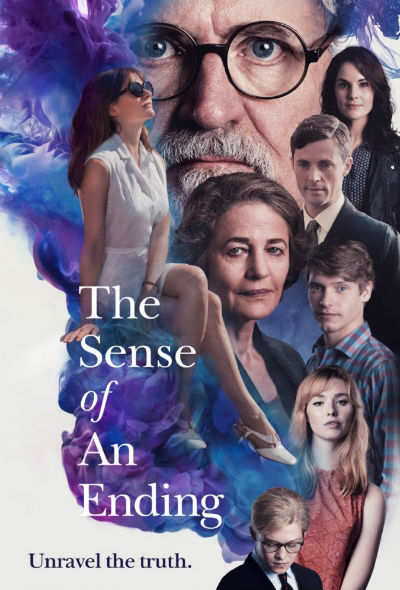 The
Sense
of
An
Ending
Unravel the truth.